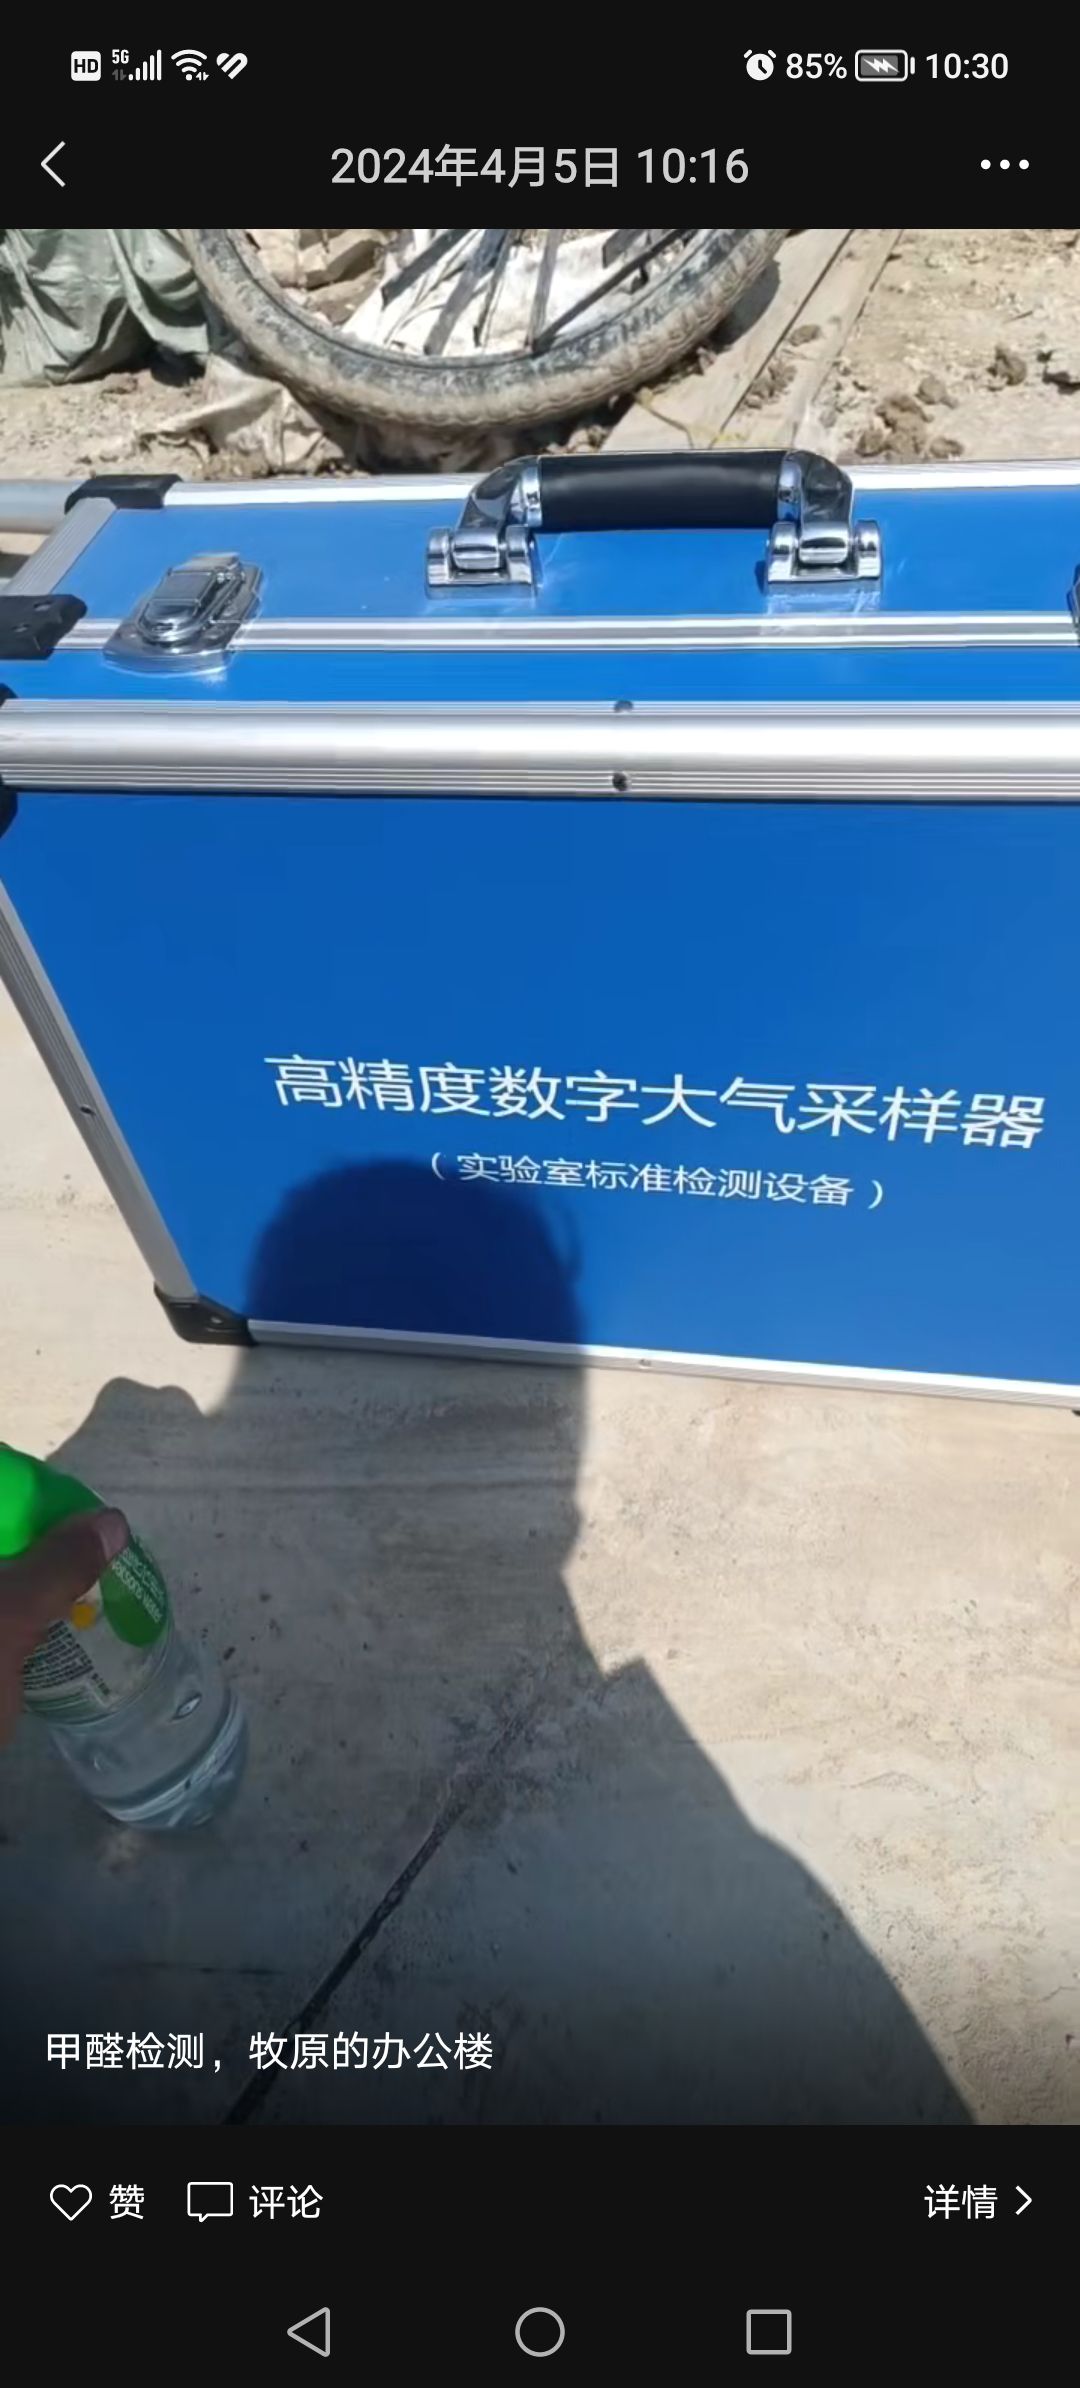 HD 5G 85% 10:30
2024年4月5日 10:16
高精度数字大气采样器
（实验室标准检测设备）
甲醛检测，牧原的办公楼
赞 评论 详情